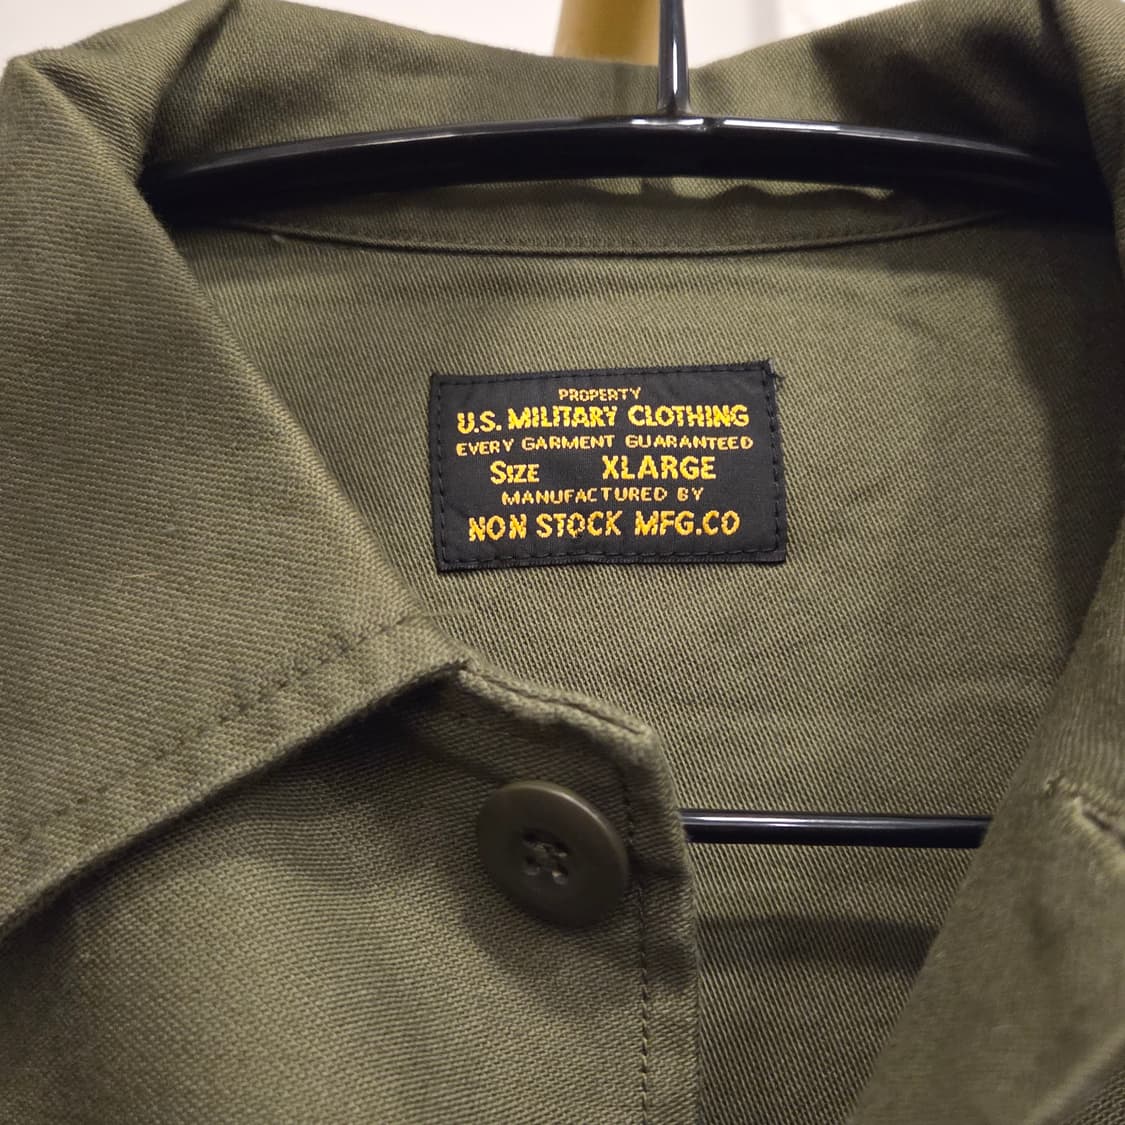 PROPERTY
U.S. MILITARY CLOTHING
EVERY GARMENT GUARANTEED
SIZE XLARGE
MANUFACTURED BY
NON STOCK MFG.CO